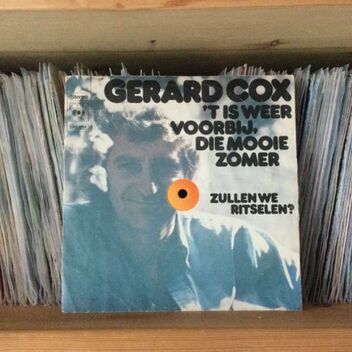 GERARD COX
'T IS WEER
VOORBIJ,
DIE MOOIE
ZOMER
ZULLEN WE
RITSELEN?